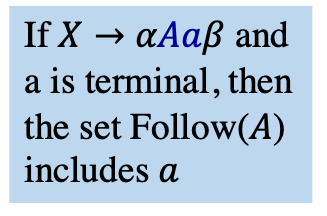 If X → αAaβ and
a is terminal, then
the set Follow(A)
includes a